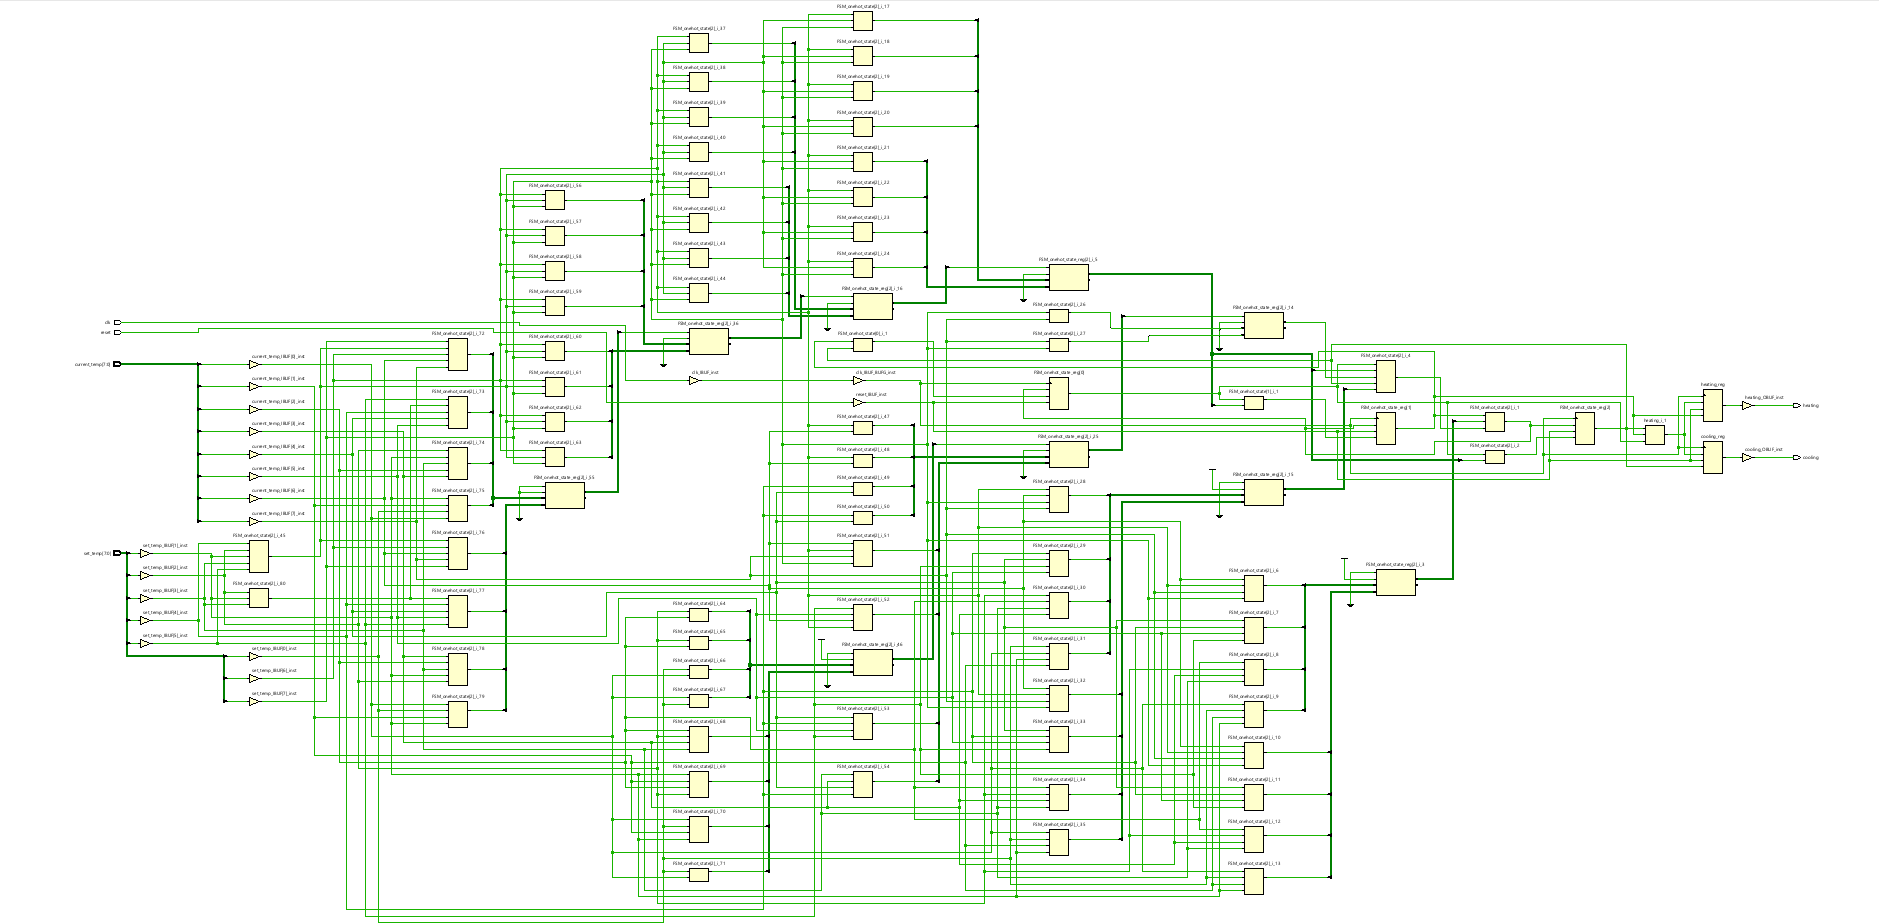 FSM_onehot_state[2]_i_17
FSM_onehot_state[2]_i_37
FSM_onehot_state[2]_i_18
FSM_onehot_state[2]_i_38
FSM_onehot_state[2]_i_19
FSM_onehot_state[2]_i_39
FSM_onehot_state[2]_i_20
FSM_onehot_state[2]_i_40
FSM_onehot_state[2]_i_21
FSM_onehot_state[2]_i_41
FSM_onehot_state[2]_i_56
FSM_onehot_state[2]_i_22
FSM_onehot_state[2]_i_42
FSM_onehot_state[2]_i_57
FSM_onehot_state[2]_i_23
FSM_onehot_state[2]_i_43
FSM_onehot_state[2]_i_58
FSM_onehot_state[2]_i_24
FSM_onehot_state_reg[2]_i_5
FSM_onehot_state[2]_i_44
FSM_onehot_state[2]_i_59
FSM_onehot_state_reg[2]_i_16
FSM_onehot_state[2]_i_26
FSM_onehot_state_reg[2]_i_14
clk
FSM_onehot_state_reg[2]_i_36
reset
FSM_onehot_state[2]_i_72
FSM_onehot_state[2]_i_60
FSM_onehot_state[0]_i_1
FSM_onehot_state[2]_i_27
current_temp_IBUF[0]_inst
FSM_onehot_state[2]_i_4
current_temp[7:0]
clk_IBUF_inst
clk_IBUF_BUFG_inst
FSM_onehot_state_reg[0]
current_temp_IBUF[1]_inst
FSM_onehot_state[2]_i_61
heating_reg
FSM_onehot_state[2]_i_73
FSM_onehot_state[1]_i_1
reset_IBUF_inst
heating_OBUF_inst
heating
current_temp_IBUF[2]_inst
FSM_onehot_state[2]_i_62
FSM_onehot_state_reg[1]
FSM_onehot_state[2]_i_1
FSM_onehot_state_reg[2]
FSM_onehot_state[2]_i_47
heating_i_1
current_temp_IBUF[3]_inst
FSM_onehot_state[2]_i_74
FSM_onehot_state[2]_i_63
FSM_onehot_state_reg[2]_i_25
cooling_reg
current_temp_IBUF[4]_inst
FSM_onehot_state[2]_i_48
FSM_onehot_state[2]_i_2
cooling_OBUF_inst
cooling
current_temp_IBUF[5]_inst
FSM_onehot_state_reg[2]_i_55
FSM_onehot_state[2]_i_49
FSM_onehot_state_reg[2]_i_15
current_temp_IBUF[6]_inst
FSM_onehot_state[2]_i_75
FSM_onehot_state[2]_i_28
FSM_onehot_state[2]_i_50
current_temp_IBUF[7]_inst
FSM_onehot_state[2]_i_45
FSM_onehot_state[2]_i_76
FSM_onehot_state[2]_i_51
set_temp_IBUF[1]_inst
set_temp[7:0]
FSM_onehot_state[2]_i_29
FSM_onehot_state_reg[2]_i_3
set_temp_IBUF[2]_inst
FSM_onehot_state[2]_i_6
FSM_onehot_state[2]_i_80
FSM_onehot_state[2]_i_30
set_temp_IBUF[3]_inst
FSM_onehot_state[2]_i_77
FSM_onehot_state[2]_i_52
FSM_onehot_state[2]_i_64
set_temp_IBUF[4]_inst
FSM_onehot_state[2]_i_7
FSM_onehot_state[2]_i_65
set_temp_IBUF[5]_inst
FSM_onehot_state[2]_i_31
FSM_onehot_state_reg[2]_i_46
set_temp_IBUF[0]_inst
FSM_onehot_state[2]_i_78
FSM_onehot_state[2]_i_8
FSM_onehot_state[2]_i_66
set_temp_IBUF[6]_inst
FSM_onehot_state[2]_i_32
FSM_onehot_state[2]_i_67
set_temp_IBUF[7]_inst
FSM_onehot_state[2]_i_79
FSM_onehot_state[2]_i_9
FSM_onehot_state[2]_i_53
FSM_onehot_state[2]_i_68
FSM_onehot_state[2]_i_33
FSM_onehot_state[2]_i_10
FSM_onehot_state[2]_i_69
FSM_onehot_state[2]_i_54
FSM_onehot_state[2]_i_34
FSM_onehot_state[2]_i_11
FSM_onehot_state[2]_i_70
FSM_onehot_state[2]_i_35
FSM_onehot_state[2]_i_12
FSM_onehot_state[2]_i_71
FSM_onehot_state[2]_i_13